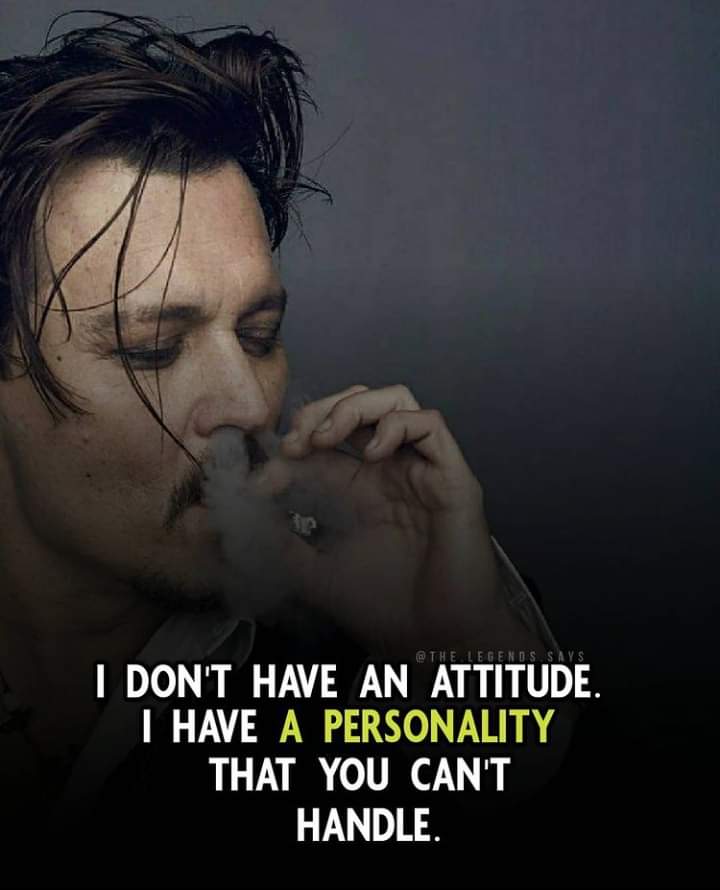 @THE.LEGENDS.SAYS
I DON'T HAVE AN ATTITUDE.
I HAVE A PERSONALITY
THAT YOU CAN'T
HANDLE.